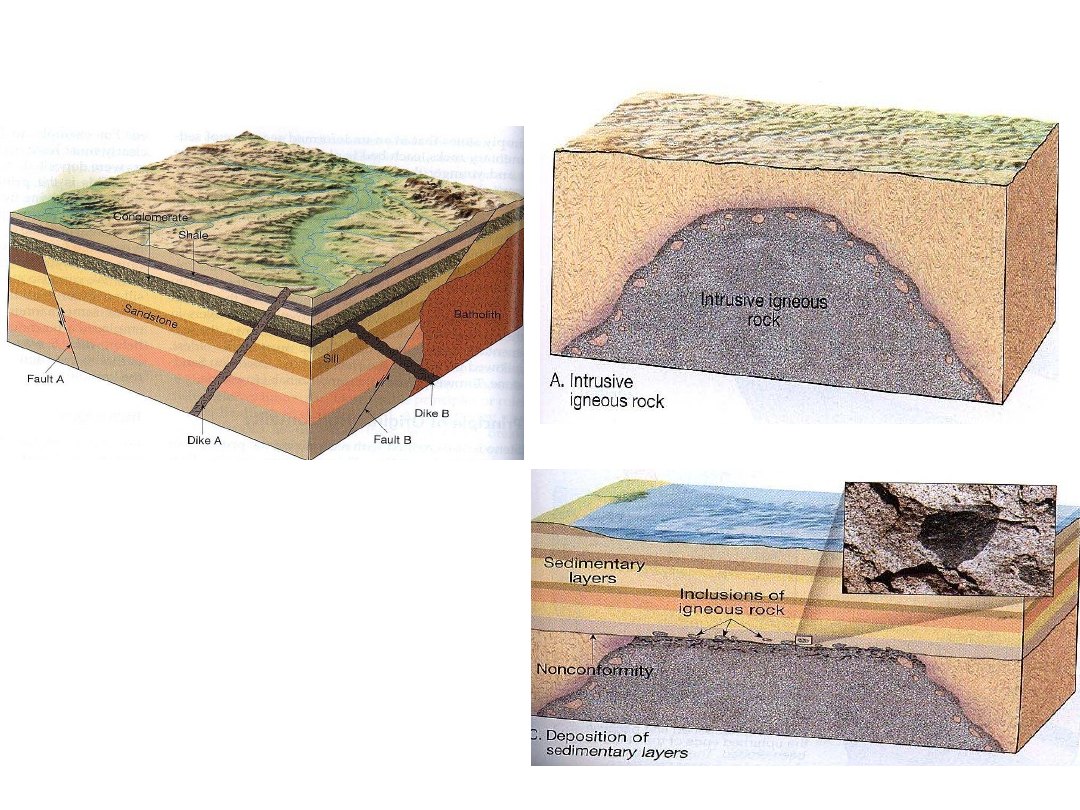 Conglomerate
Shale
Sandstone
Batholith
Sill
Fault A
Dike B
Dike A
Fault B
Intrusive igneous
rock
A. Intrusive
igneous rock
Sedimentary
layers
Inclusions of
igneous rock
Nonconformity
C. Deposition of
sedimentary layers